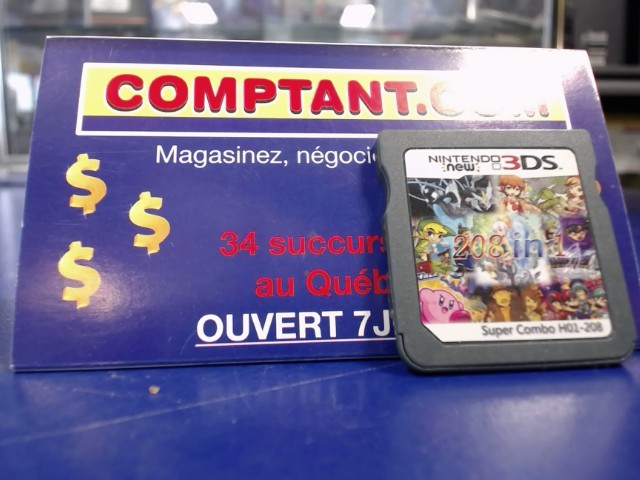 COMPTANT.COM
Magasinez, négocie
34 succurs
au Québ
OUVERT 7J
NINTENDO
new 3DS
208 in 1
Super Combo H01-208